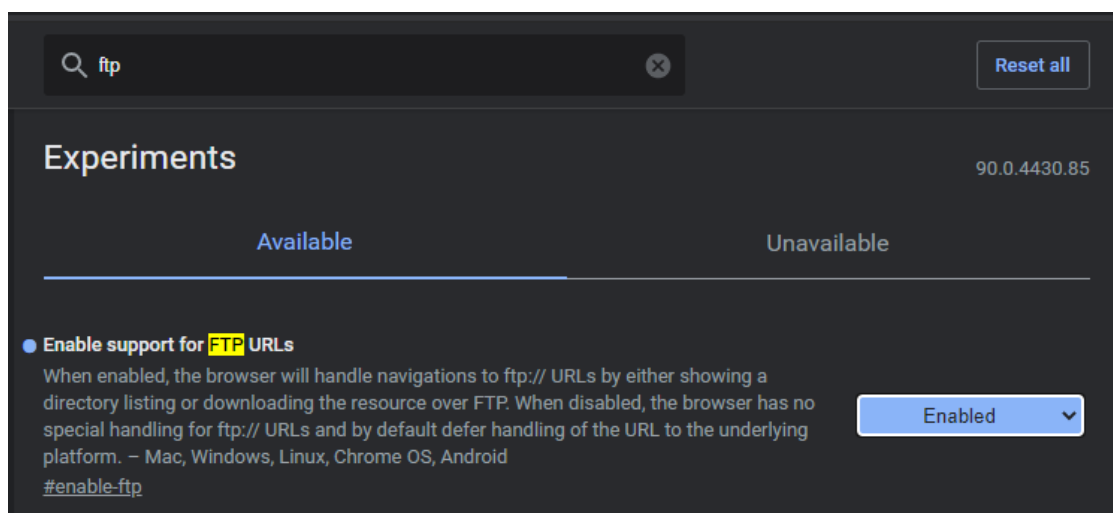 ftp
Reset all
Experiments
90.0.4430.85
Available
Unavailable
Enable support for FTP URLs
When enabled, the browser will handle navigations to ftp:// URLs by either showing a
directory listing or downloading the resource over FTP. When disabled, the browser has no
special handling for ftp:// URLs and by default defer handling of the URL to the underlying
platform. – Mac, Windows, Linux, Chrome OS, Android
#enable-ftp
Enabled